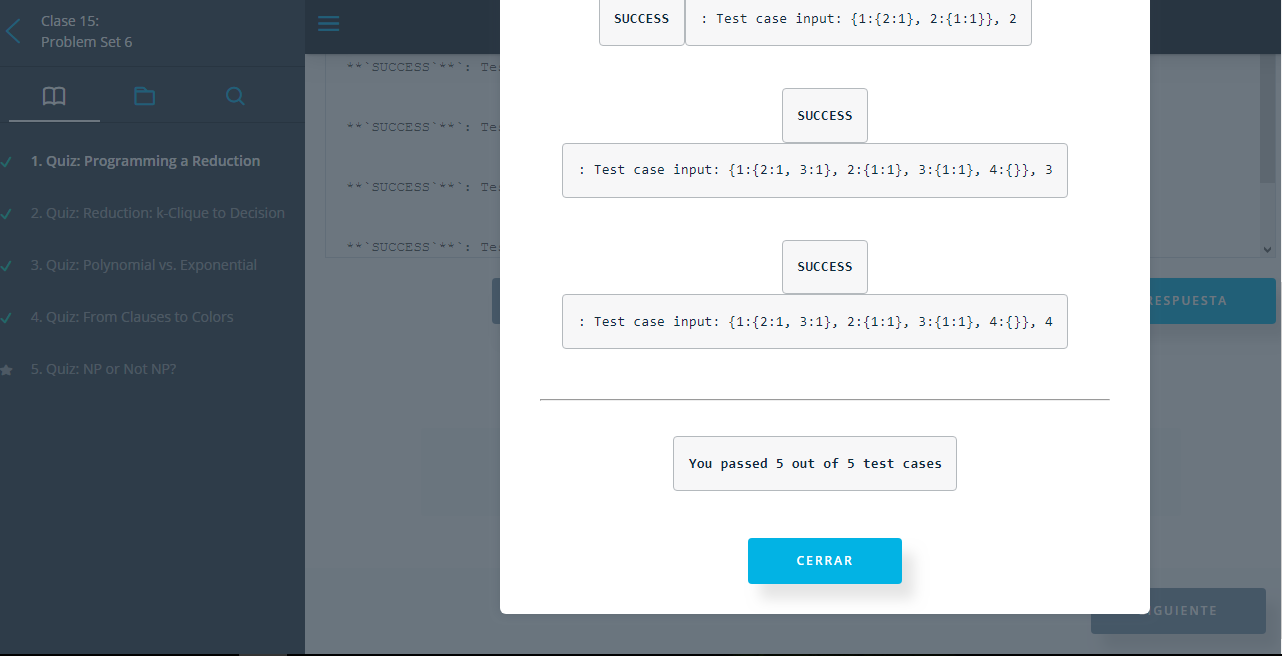 Clase 15:
Problem Set 6
1. Quiz: Programming a Reduction
2. Quiz: Reduction: k-Clique to Decision
3. Quiz: Polynomial vs. Exponential
4. Quiz: From Clauses to Colors
5. Quiz: NP or Not NP?
**`SUCCESS`**`: Te
**`SUCCESS`**`: Te
**`SUCCESS`**`: Te
**`SUCCESS`**`: Te
SUCCESS : Test case input: {1:{2:1}, 2:{1:1}}, 2
SUCCESS
: Test case input: {1:{2:1, 3:1}, 2:{1:1}, 3:{1:1}, 4:{}}, 3
SUCCESS
: Test case input: {1:{2:1, 3:1}, 2:{1:1}, 3:{1:1}, 4:{}}, 4
You passed 5 out of 5 test cases
CERRAR
RESPUESTA
GUIENTE